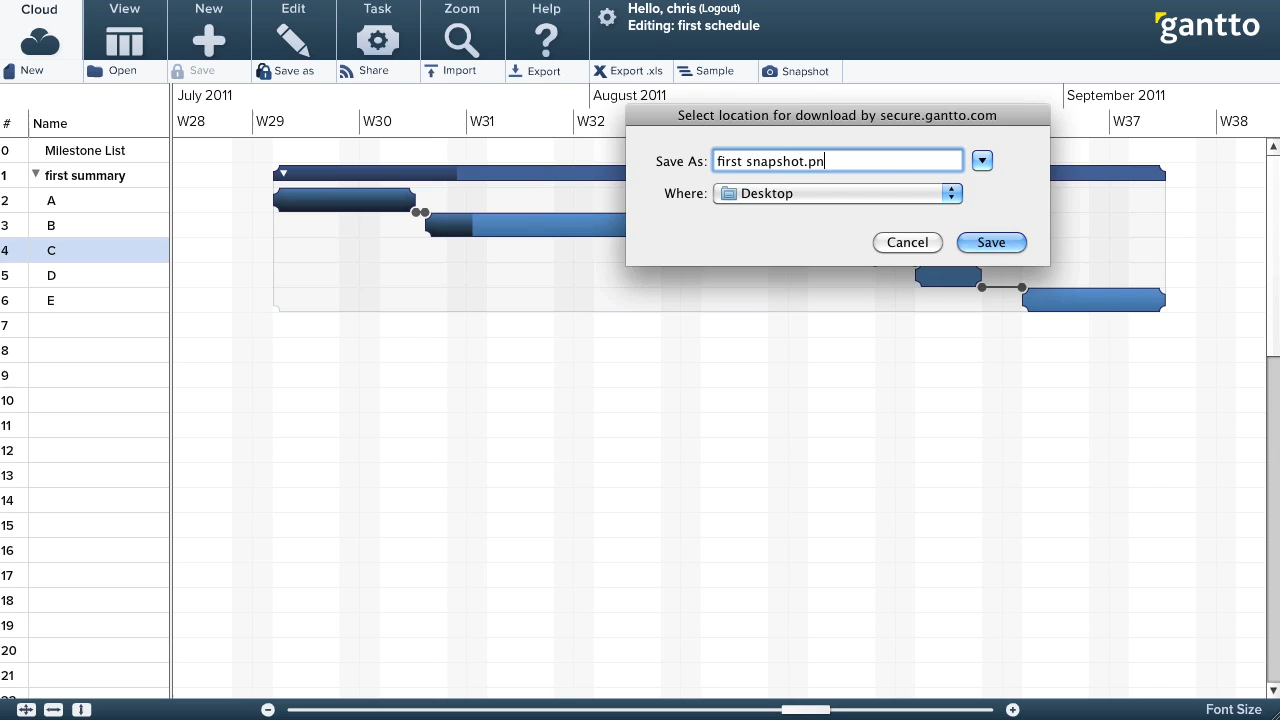 Cloud View New Edit Task Zoom Help
Hello, chris (Logout)
Editing: first schedule
gantto
New Open Save Save as Share Import Export Export .xls Sample Snapshot
July 2011 August 2011 September 2011
# Name W28 W29 W30 W31 W32 W37 W38
Select location for download by secure.gantto.com
Save As: first snapshot.pn
Where: Desktop
Cancel Save
0 Milestone List
1 first summary
2 A
3 B
4 C
5 D
6 E
7
8
9
10
11
12
13
14
15
16
17
18
19
20
21
Font Size